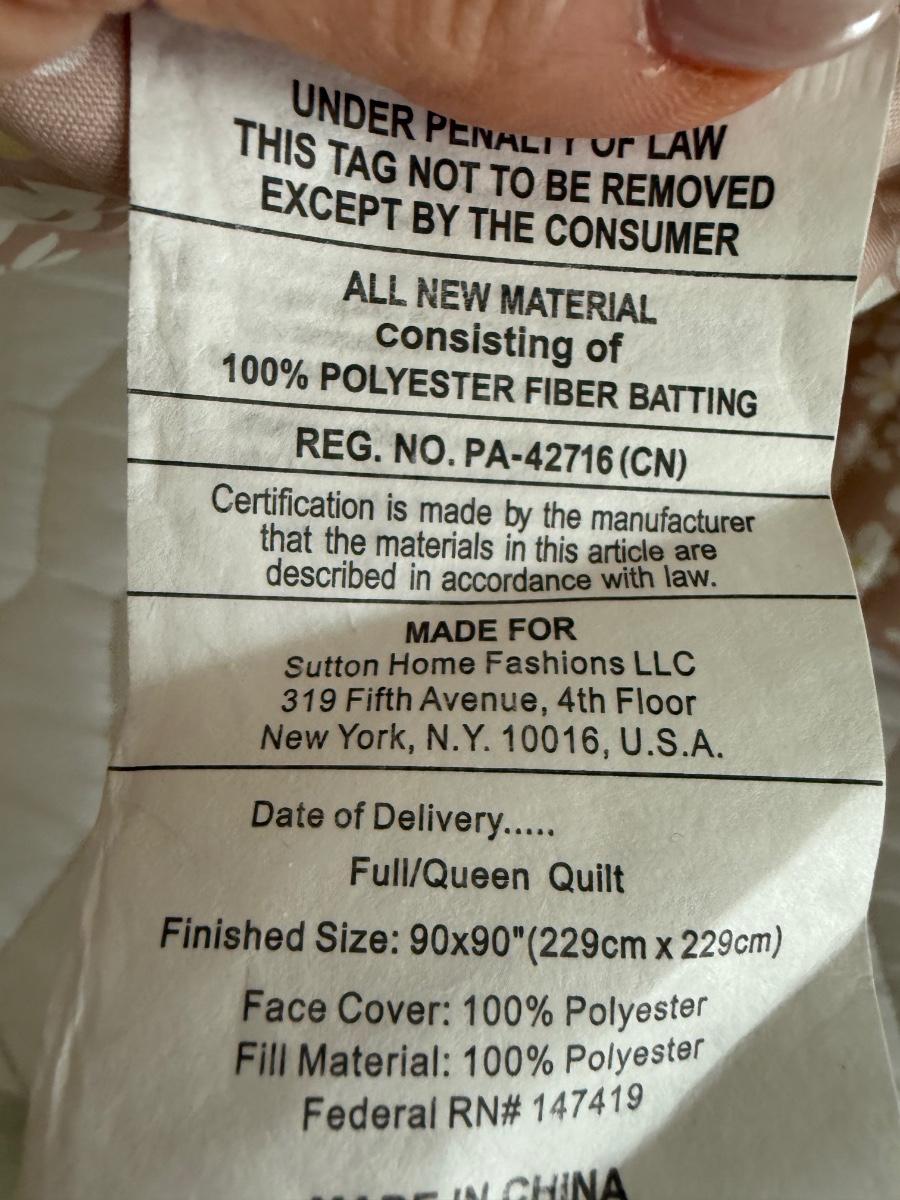 UNDER PENALTY OF LAW
THIS TAG NOT TO BE REMOVED
EXCEPT BY THE CONSUMER
ALL NEW MATERIAL
consisting of
100% POLYESTER FIBER BATTING
REG. NO. PA-42716(CN)
Certification is made by the manufacturer
that the materials in this article are
described in accordance with law.
MADE FOR
Sutton Home Fashions LLC
319 Fifth Avenue, 4th Floor
New York, N.Y. 10016, U.S.A.
Date of Delivery.....
Full/Queen Quilt
Finished Size: 90x90"(229cm x 229cm)
Face Cover: 100% Polyester
Fill Material: 100% Polyester
Federal RN# 147419
MADE IN CHINA